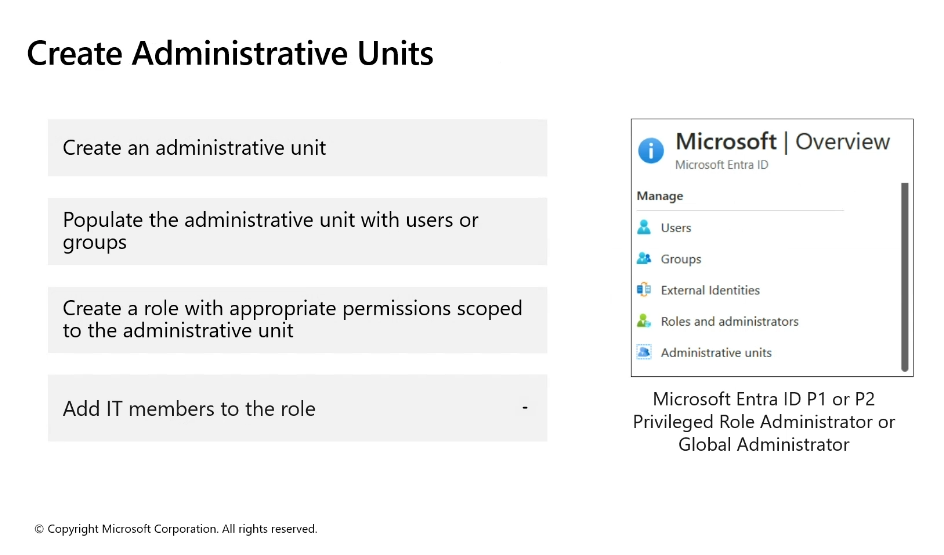 Create Administrative Units
Create an administrative unit
Populate the administrative unit with users or
groups
Create a role with appropriate permissions scoped
to the administrative unit
Add IT members to the role
-
Microsoft | Overview
Microsoft Entra ID
Manage
Users
Groups
External Identities
Roles and administrators
Administrative units
Microsoft Entra ID P1 or P2
Privileged Role Administrator or
Global Administrator
© Copyright Microsoft Corporation. All rights reserved.